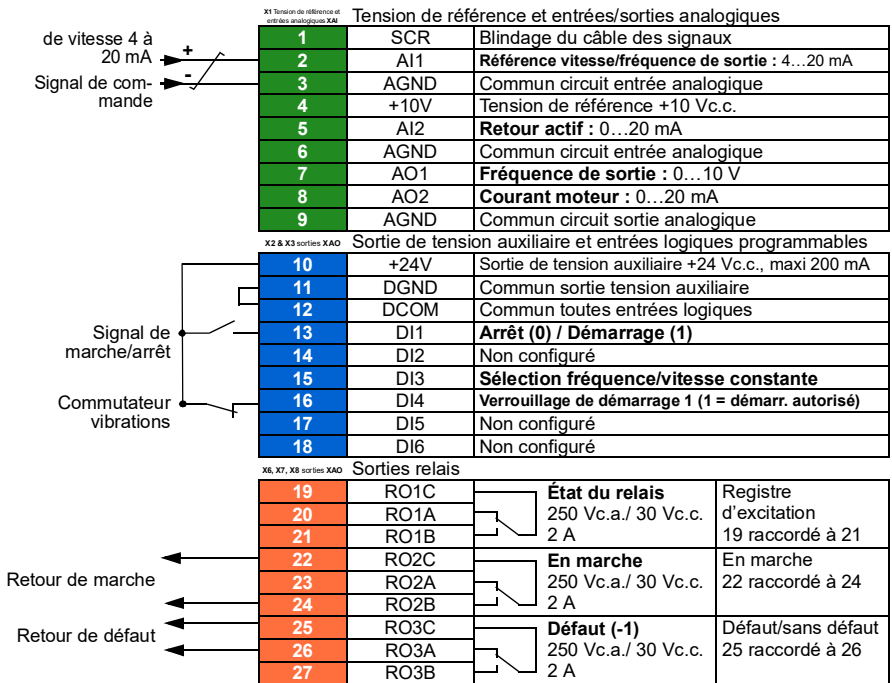 X1 Tension de référence et
entrées analogiques XAI
Tension de référence et entrées/sorties analogiques
de vitesse 4 à
20 mA
+
Signal de com-
mande
-
1 SCR Blindage du câble des signaux
2 AI1 Référence vitesse/fréquence de sortie : 4…20 mA
3 AGND Commun circuit entrée analogique
4 +10V Tension de référence +10 Vc.c.
5 AI2 Retour actif : 0…20 mA
6 AGND Commun circuit entrée analogique
7 AO1 Fréquence de sortie : 0…10 V
8 AO2 Courant moteur : 0…20 mA
9 AGND Commun circuit sortie analogique
X2 & X3 sorties XAO Sortie de tension auxiliaire et entrées logiques programmables
10 +24V Sortie de tension auxiliaire +24 Vc.c., maxi 200 mA
11 DGND Commun sortie tension auxiliaire
12 DCOM Commun toutes entrées logiques
Signal de
marche/arrêt
13 DI1 Arrêt (0) / Démarrage (1)
14 DI2 Non configuré
15 DI3 Sélection fréquence/vitesse constante
Commutateur
vibrations
16 DI4 Verrouillage de démarrage 1 (1 = démarr. autorisé)
17 DI5 Non configuré
18 DI6 Non configuré
X6, X7, X8 sorties XAO Sorties relais
19 RO1C État du relais Registre
20 RO1A 250 Vc.a./ 30 Vc.c. d’excitation
21 RO1B 2 A 19 raccordé à 21
Retour de marche
22 RO2C En marche En marche
23 RO2A 250 Vc.a./ 30 Vc.c. 22 raccordé à 24
24 RO2B 2 A
Retour de défaut
25 RO3C Défaut (-1) Défaut/sans défaut
26 RO3A 250 Vc.a./ 30 Vc.c. 25 raccordé à 26
27 RO3B 2 A